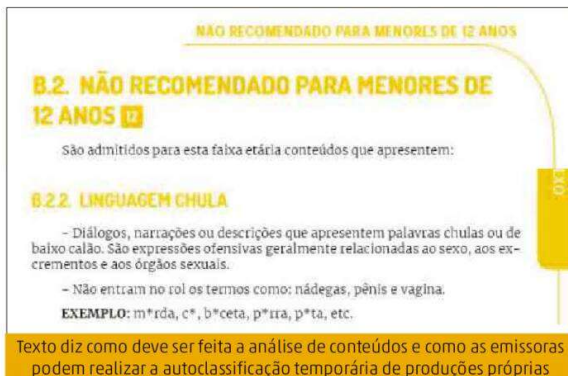 NÃO RECOMENDADO PARA MENORES DE 12 ANOS
B.2. NÃO RECOMENDADO PARA MENORES DE
12 ANOS 12
São admitidos para esta faixa etária conteúdos que apresentem:
B.2.2. LINGUAGEM CHULA
– Diálogos, narrações ou descrições que apresentem palavras chulas ou de
baixo calão. São expressões ofensivas geralmente relacionadas ao sexo, aos ex-
crementos e aos órgãos sexuais.
– Não entram no rol os termos como: nádegas, pênis e vagina.
EXEMPLO: m*rda, c*, b*ceta, p*rra, p*ta, etc.
Texto diz como deve ser feita a análise de conteúdos e como as emissoras
podem realizar a autoclassificação temporária de produções próprias